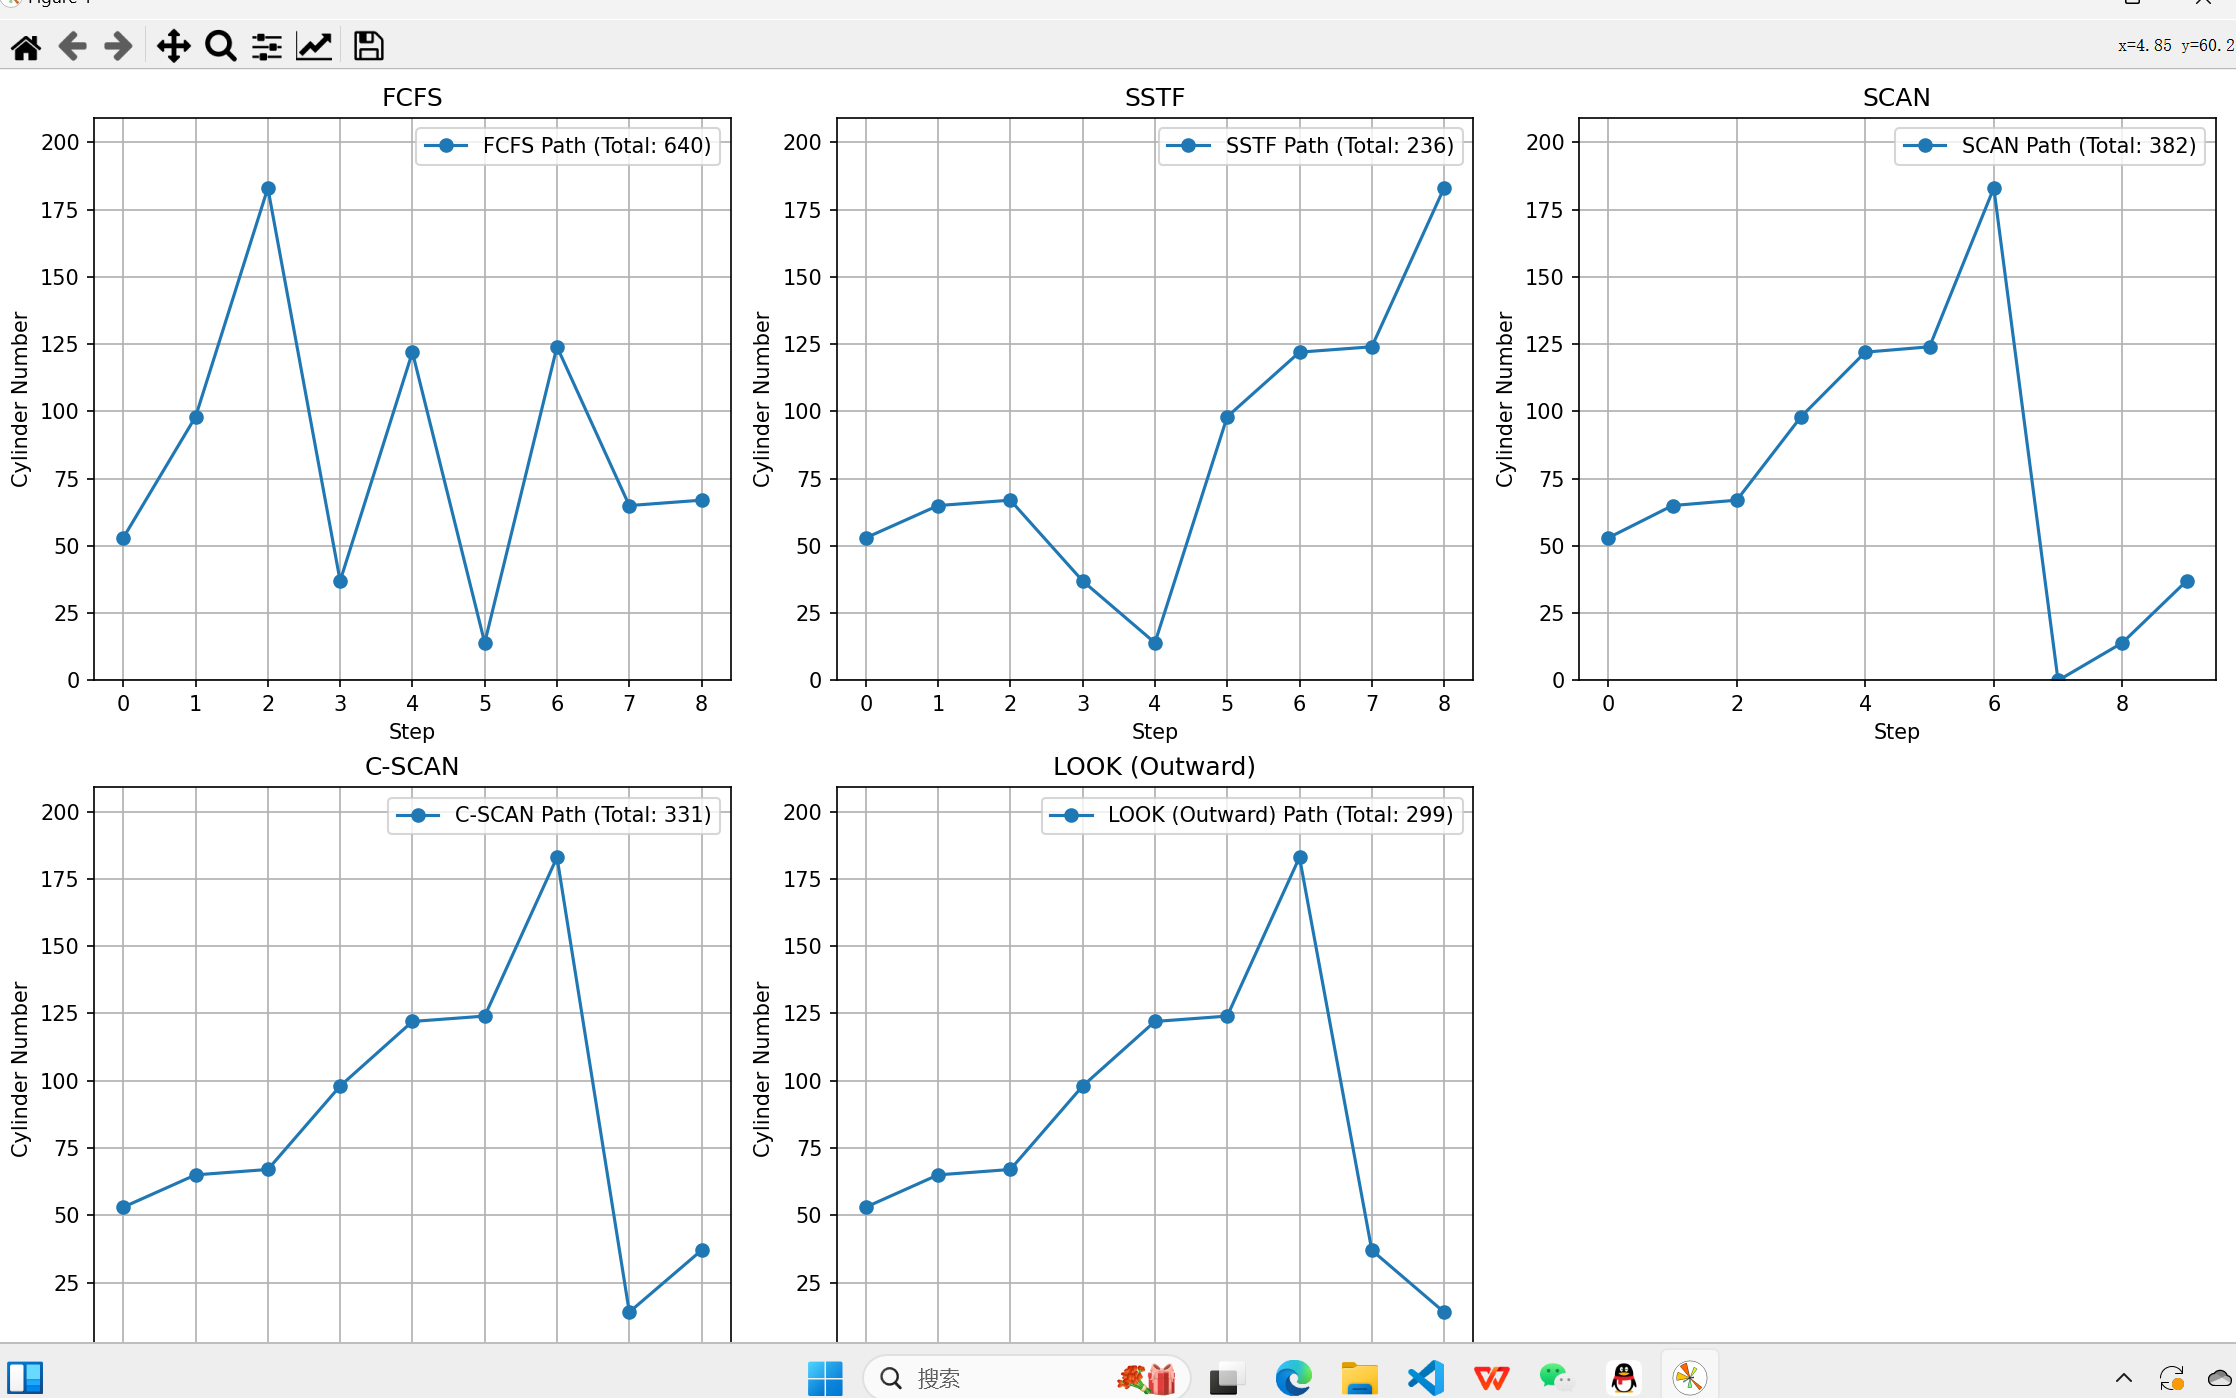 x=4.85 y=60.2
FCFS
FCFS Path (Total: 640)
200
175
150
125
100
75
50
25
0
Cylinder Number
0 1 2 3 4 5 6 7 8
Step
SSTF
SSTF Path (Total: 236)
200
175
150
125
100
75
50
25
0
Cylinder Number
0 1 2 3 4 5 6 7 8
Step
SCAN
SCAN Path (Total: 382)
200
175
150
125
100
75
50
25
0
Cylinder Number
0 2 4 6 8
Step
C-SCAN
C-SCAN Path (Total: 331)
200
175
150
125
100
75
50
25
Cylinder Number
LOOK (Outward)
LOOK (Outward) Path (Total: 299)
200
175
150
125
100
75
50
25
Cylinder Number
搜索